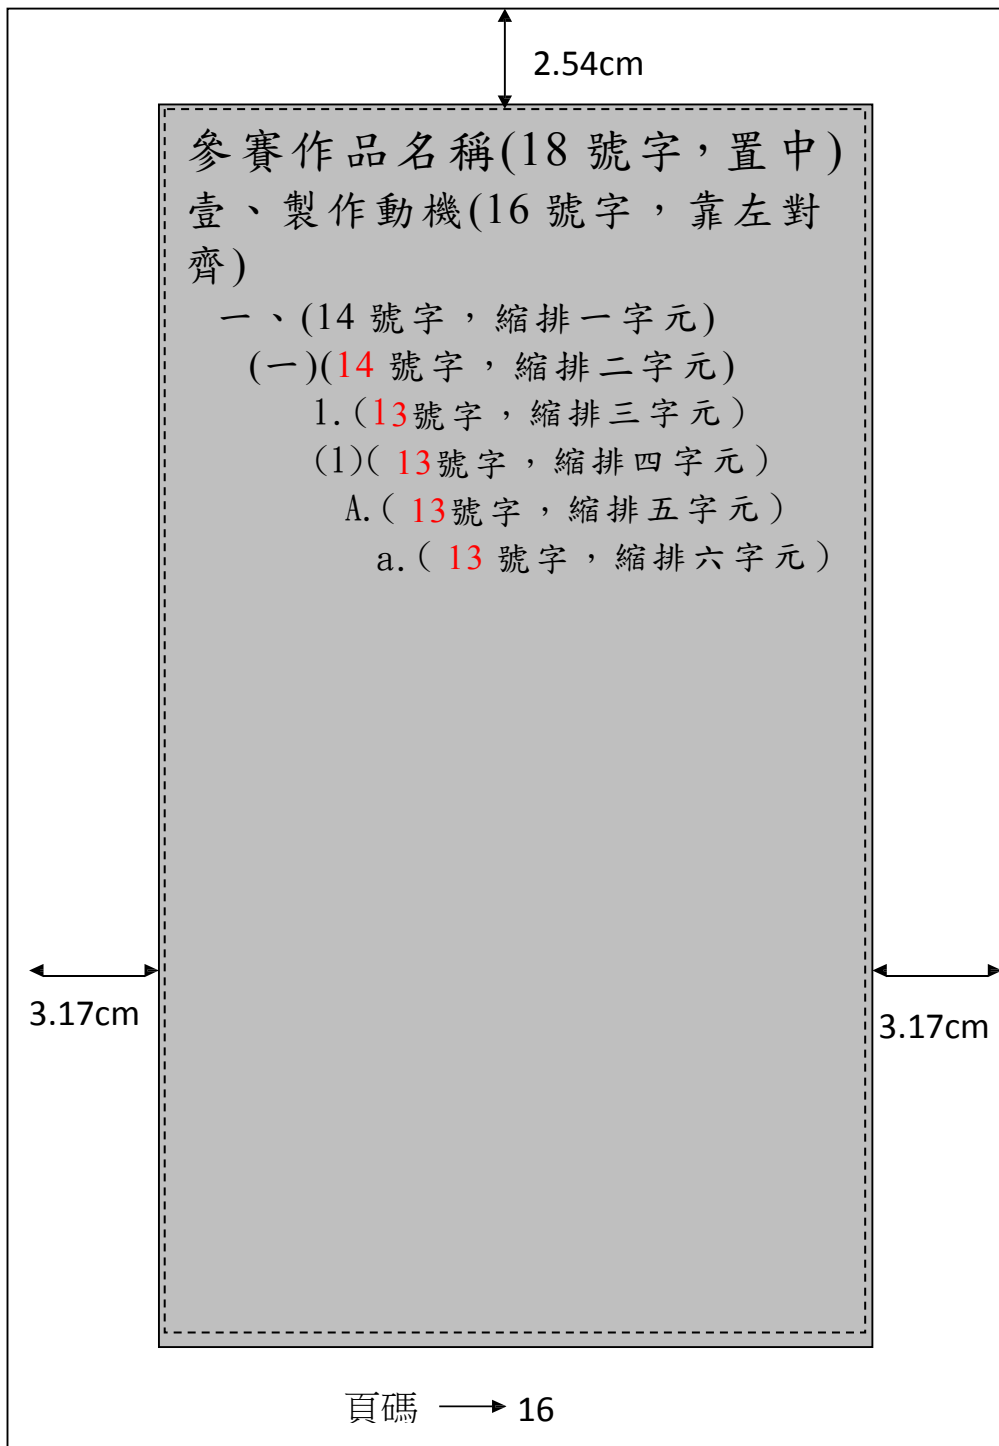 2.54cm
參賽作品名稱(18 號字，置中)
壹、製作動機(16 號字，靠左對
齊)
一、(14 號字，縮排一字元)
(一)(14 號字，縮排二字元)
1.(13號字，縮排三字元)
(1)( 13號字，縮排四字元)
A.( 13號字，縮排五字元)
a.( 13 號字，縮排六字元)
3.17cm
3.17cm
頁碼 → 16